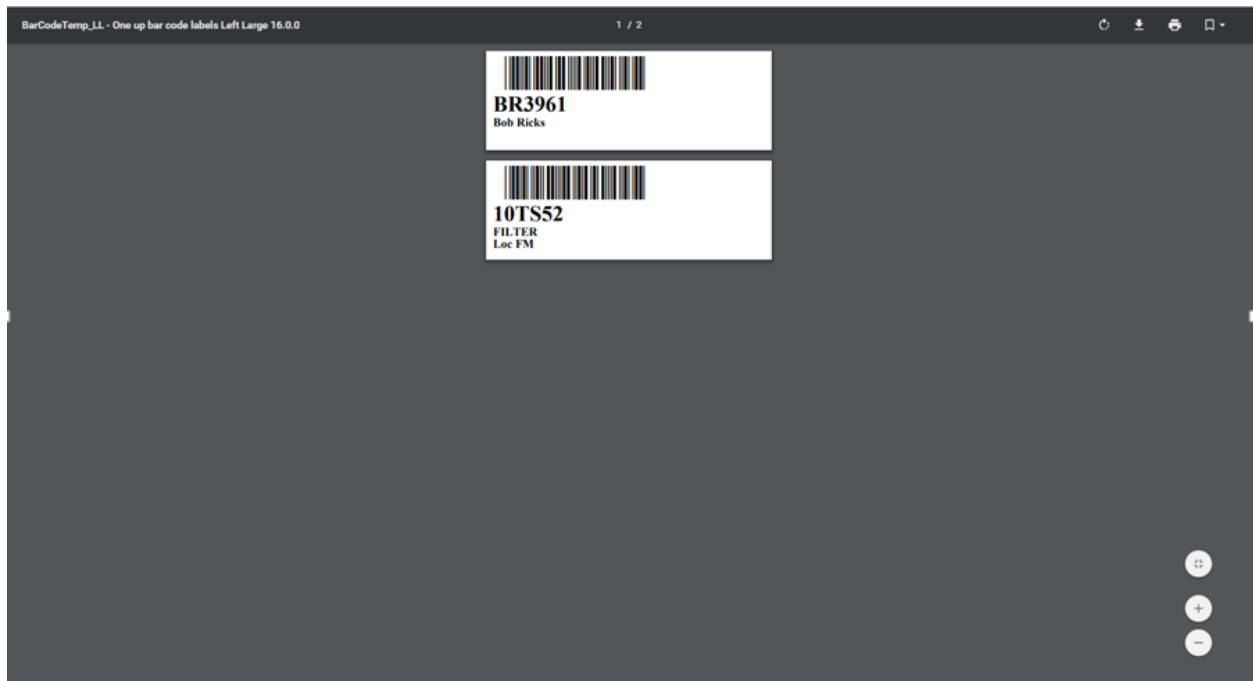 BarCodeTemp_LL - One up bar code labels Left Large 16.0.0
1 / 2
BR3961
Bob Ricks
10TS52
FILTER
Loc FM